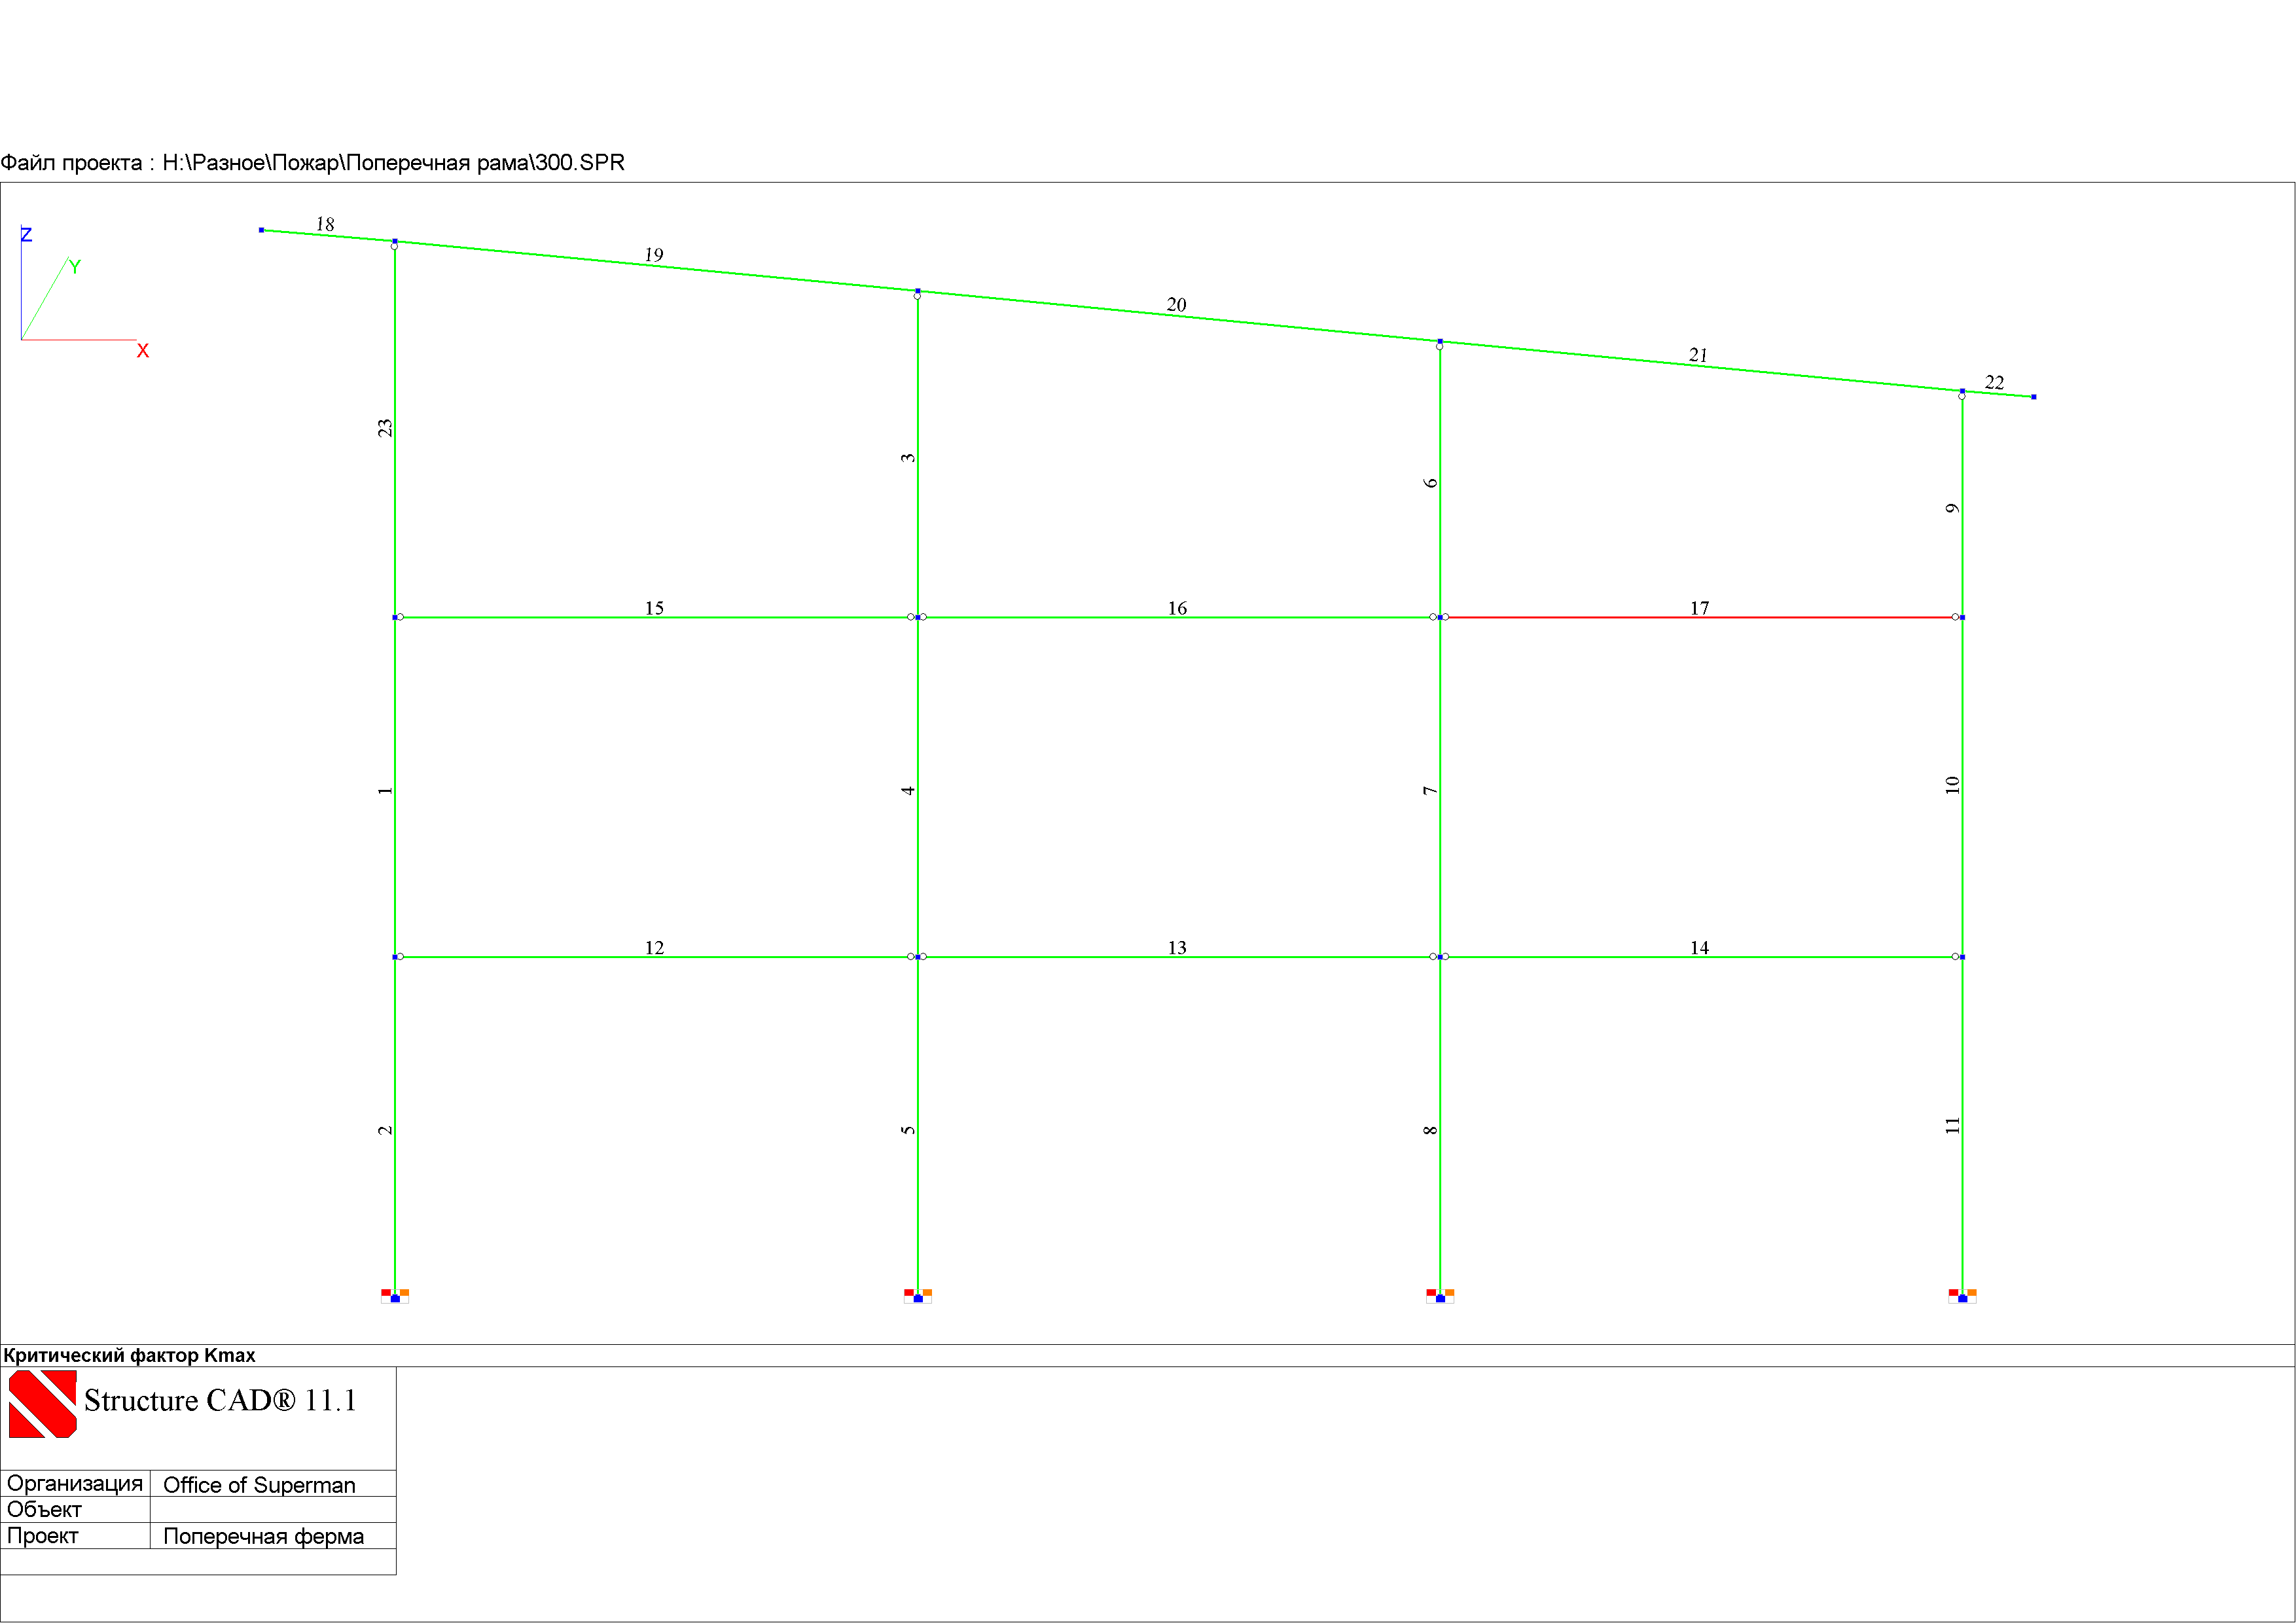 Файл проекта : H:\Разное\Пожар\Поперечная рама\300.SPR
18
Z
19
Y
20
X
21
22
23
3
6
9
15
16
17
1
4
7
10
12
13
14
2
5
8
11
Критический фактор Kmax
Structure CAD® 11.1
Организация Office of Superman
Объект
Проект Поперечная ферма